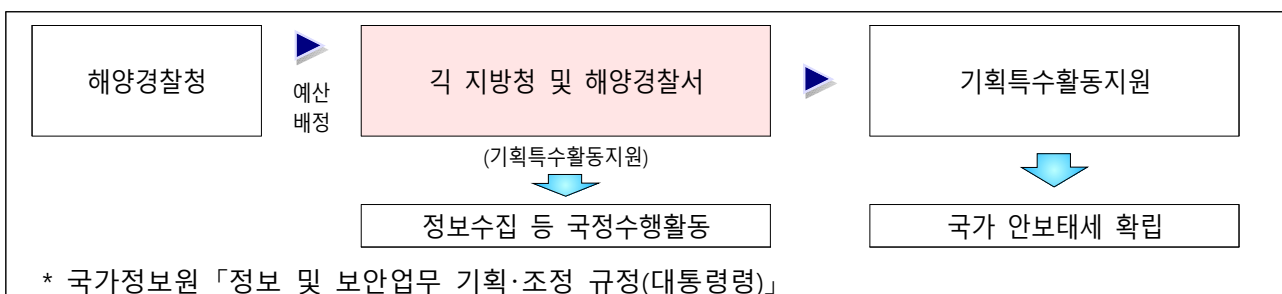 해양경찰청
예산
배정
긱 지방청 및 해양경찰서
기획특수활동지원
(기획특수활동지원)
정보수집 등 국정수행활동
국가 안보태세 확립
* 국가정보원「정보 및 보안업무 기획·조정 규정(대통령령)」